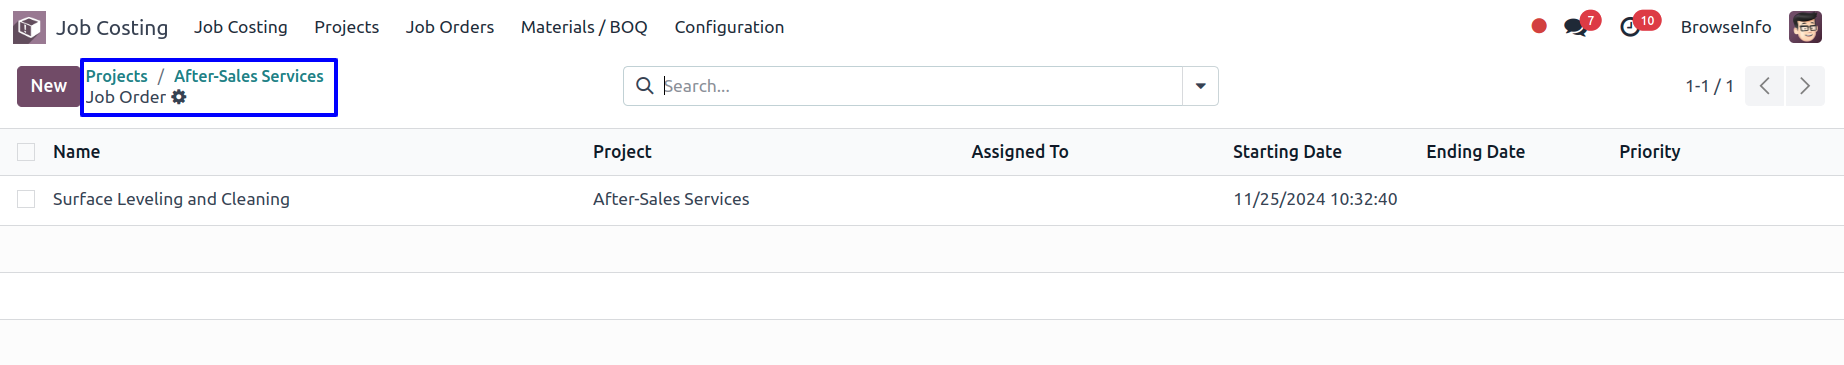 Job Costing Job Costing Projects Job Orders Materials / BOQ Configuration 7 10 BrowseInfo
New Projects / After-Sales Services Search... 1-1 / 1
Job Order
Name Project Assigned To Starting Date Ending Date Priority
Surface Leveling and Cleaning After-Sales Services 11/25/2024 10:32:40